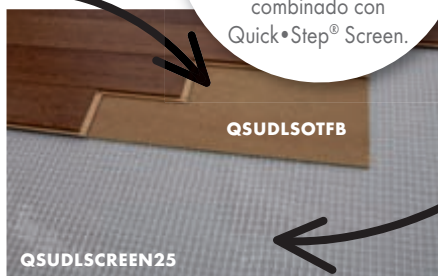 combinado con
Quick•Step® Screen.
QSUDLSOTFB
QSUDLSCREEN25